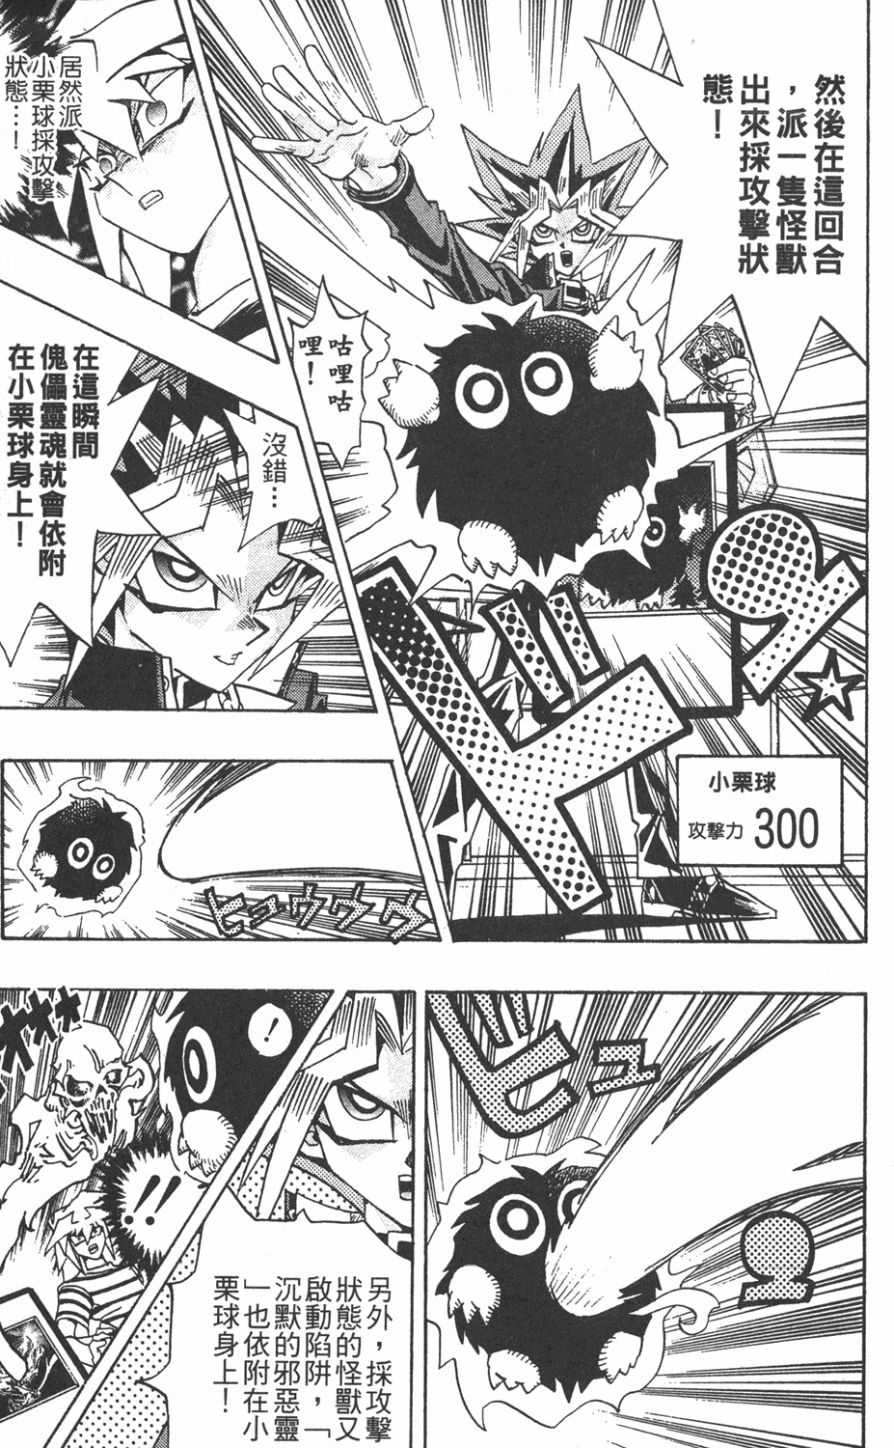 然後在這回合
，派一隻怪獸
出來採攻擊狀
態！
咕哩咕
哩！
ドン☆
小栗球
攻擊力 300
居然派
小栗球採攻擊
狀態…！
沒錯…
在這瞬間
傀儡靈魂就會依附
在小栗球身上！
ヒュウウウ
ヒュ
！
另外，採攻擊
狀態的怪獸又
啟動陷阱，「
沉默的邪惡靈
」也依附在小
栗球身上！
!!